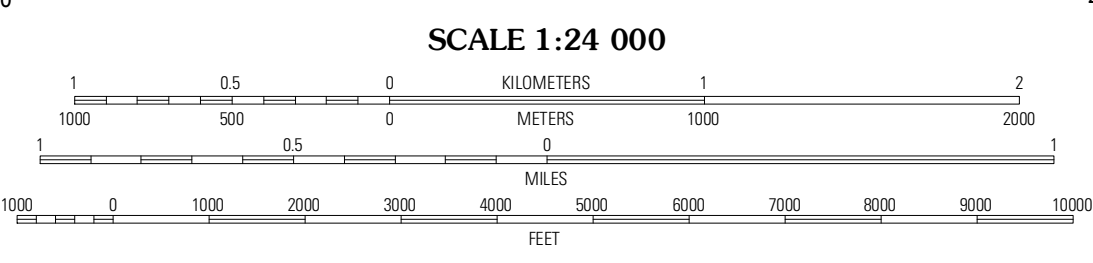 0
SCALE 1:24 000
1 0.5 0 KILOMETERS 1 2
1000 500 0 METERS 1000 2000
1 0.5 0 1
MILES
1000 0 1000 2000 3000 4000 5000 6000 7000 8000 9000 10000
FEET